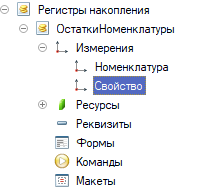 Регистры накопления
ОстаткиНоменклатуры
Измерения
Номенклатура
Свойство
Ресурсы
Реквизиты
Формы
Команды
Макеты